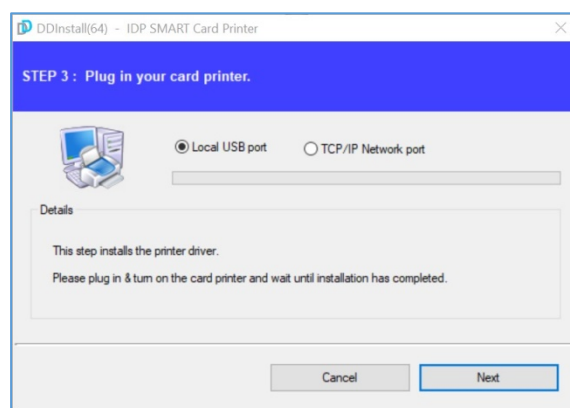 DDInstall(64) - IDP SMART Card Printer
STEP 3 : Plug in your card printer.
Local USB port
TCP/IP Network port
Details
This step installs the printer driver.
Please plug in & turn on the card printer and wait until installation has completed.
Cancel
Next